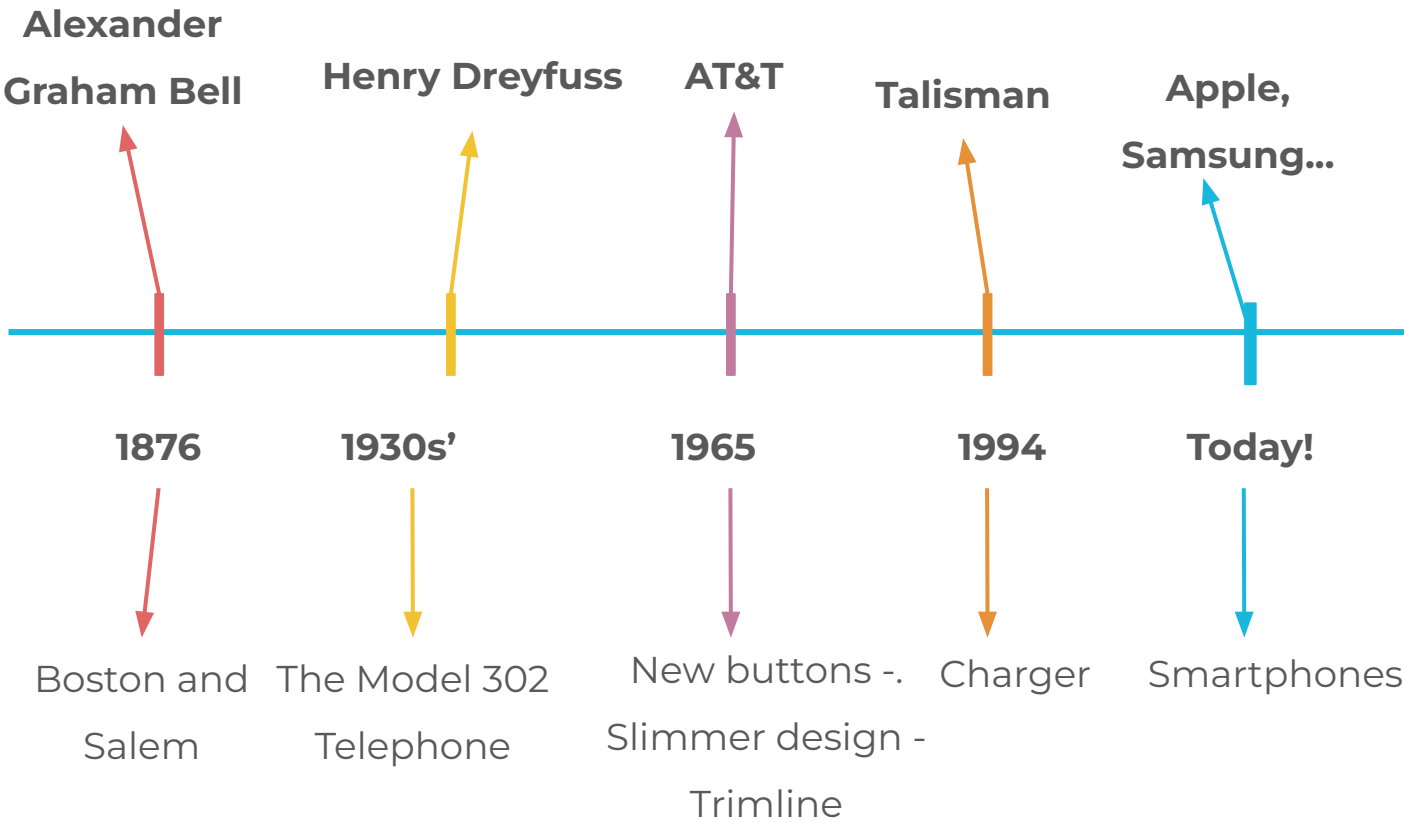 Alexander
Graham Bell
Henry Dreyfuss
AT&T
Talisman
Apple,
Samsung...
1876
1930s’
1965
1994
Today!
Boston and
Salem
The Model 302
Telephone
New buttons -.
Slimmer design -
Trimline
Charger
Smartphones